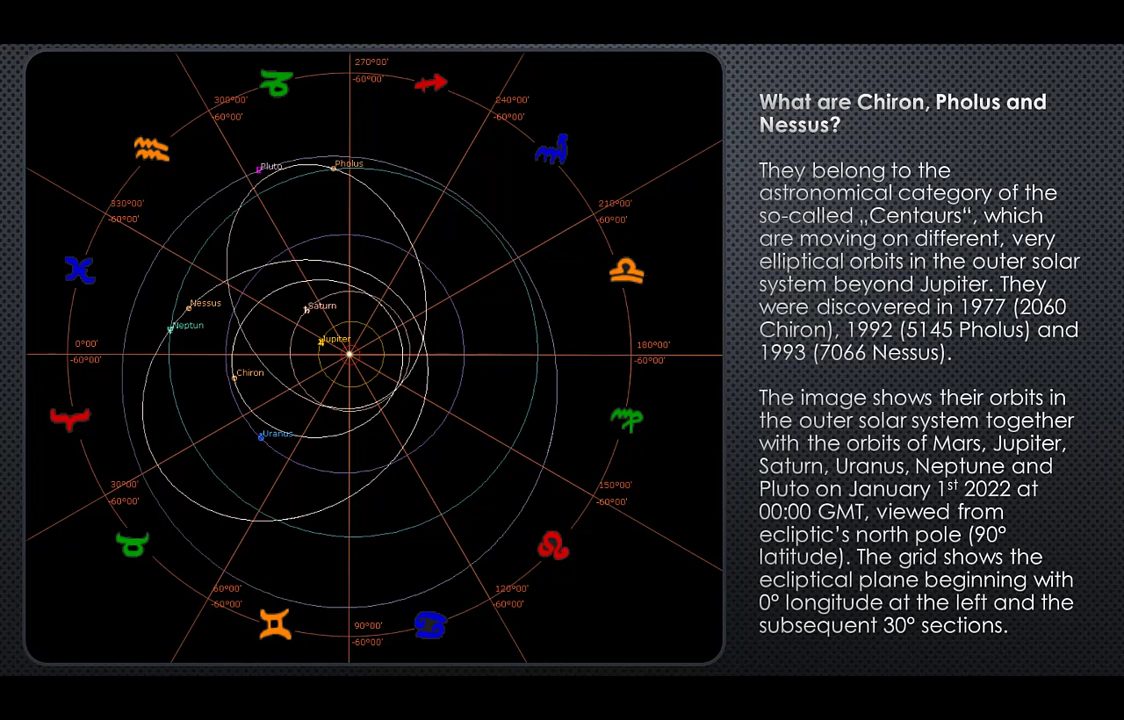 270°00'
-60°00'
300°00'
-60°00'
240°00'
-60°00'
Pluto
Pholus
330°00'
-60°00'
210°00'
-60°00'
Nessus
Saturn
Neptun
Jupiter
0°00'
-60°00'
180°00'
-60°00'
Chiron
Uranus
30°00'
-60°00'
150°00'
-60°00'
60°00'
-60°00'
120°00'
-60°00'
90°00'
-60°00'
What are Chiron, Pholus and
Nessus?
They belong to the
astronomical category of the
so-called „Centaurs“, which
are moving on different, very
elliptical orbits in the outer solar
system beyond Jupiter. They
were discovered in 1977 (2060
Chiron), 1992 (5145 Pholus) and
1993 (7066 Nessus).
The image shows their orbits in
the outer solar system together
with the orbits of Mars, Jupiter,
Saturn, Uranus, Neptune and
Pluto on January 1st 2022 at
00:00 GMT, viewed from
ecliptic's north pole (90°
latitude). The grid shows the
ecliptical plane beginning with
0° longitude at the left and the
subsequent 30° sections.